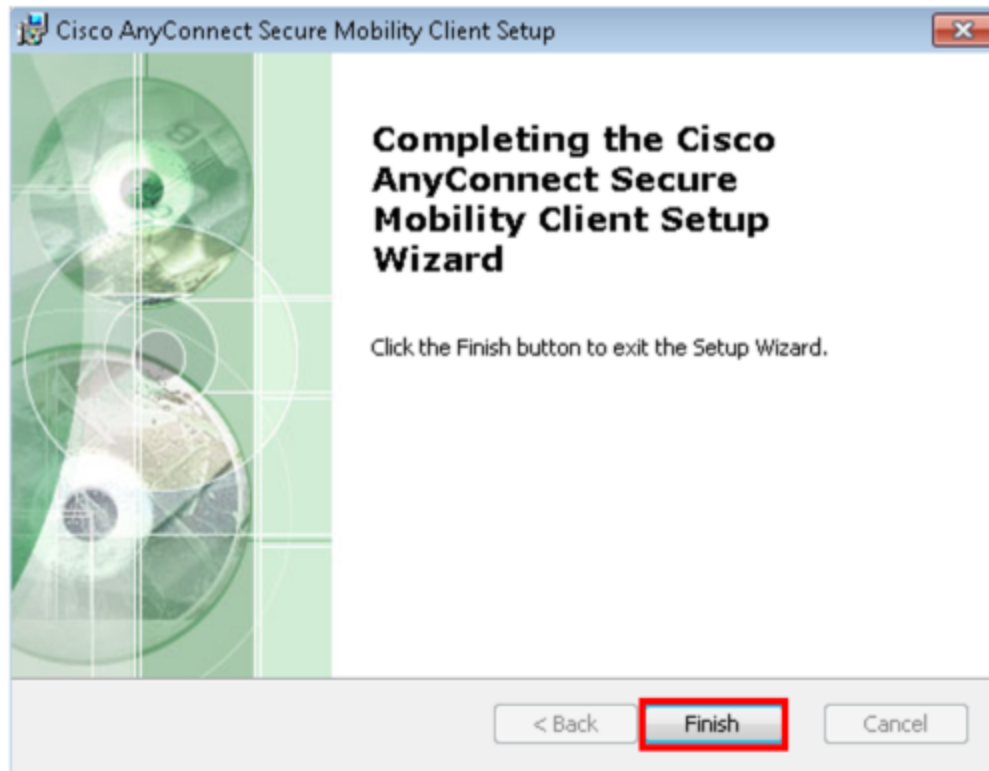 Cisco AnyConnect Secure Mobility Client Setup
Completing the Cisco
AnyConnect Secure
Mobility Client Setup
Wizard
Click the Finish button to exit the Setup Wizard.
< Back Finish Cancel